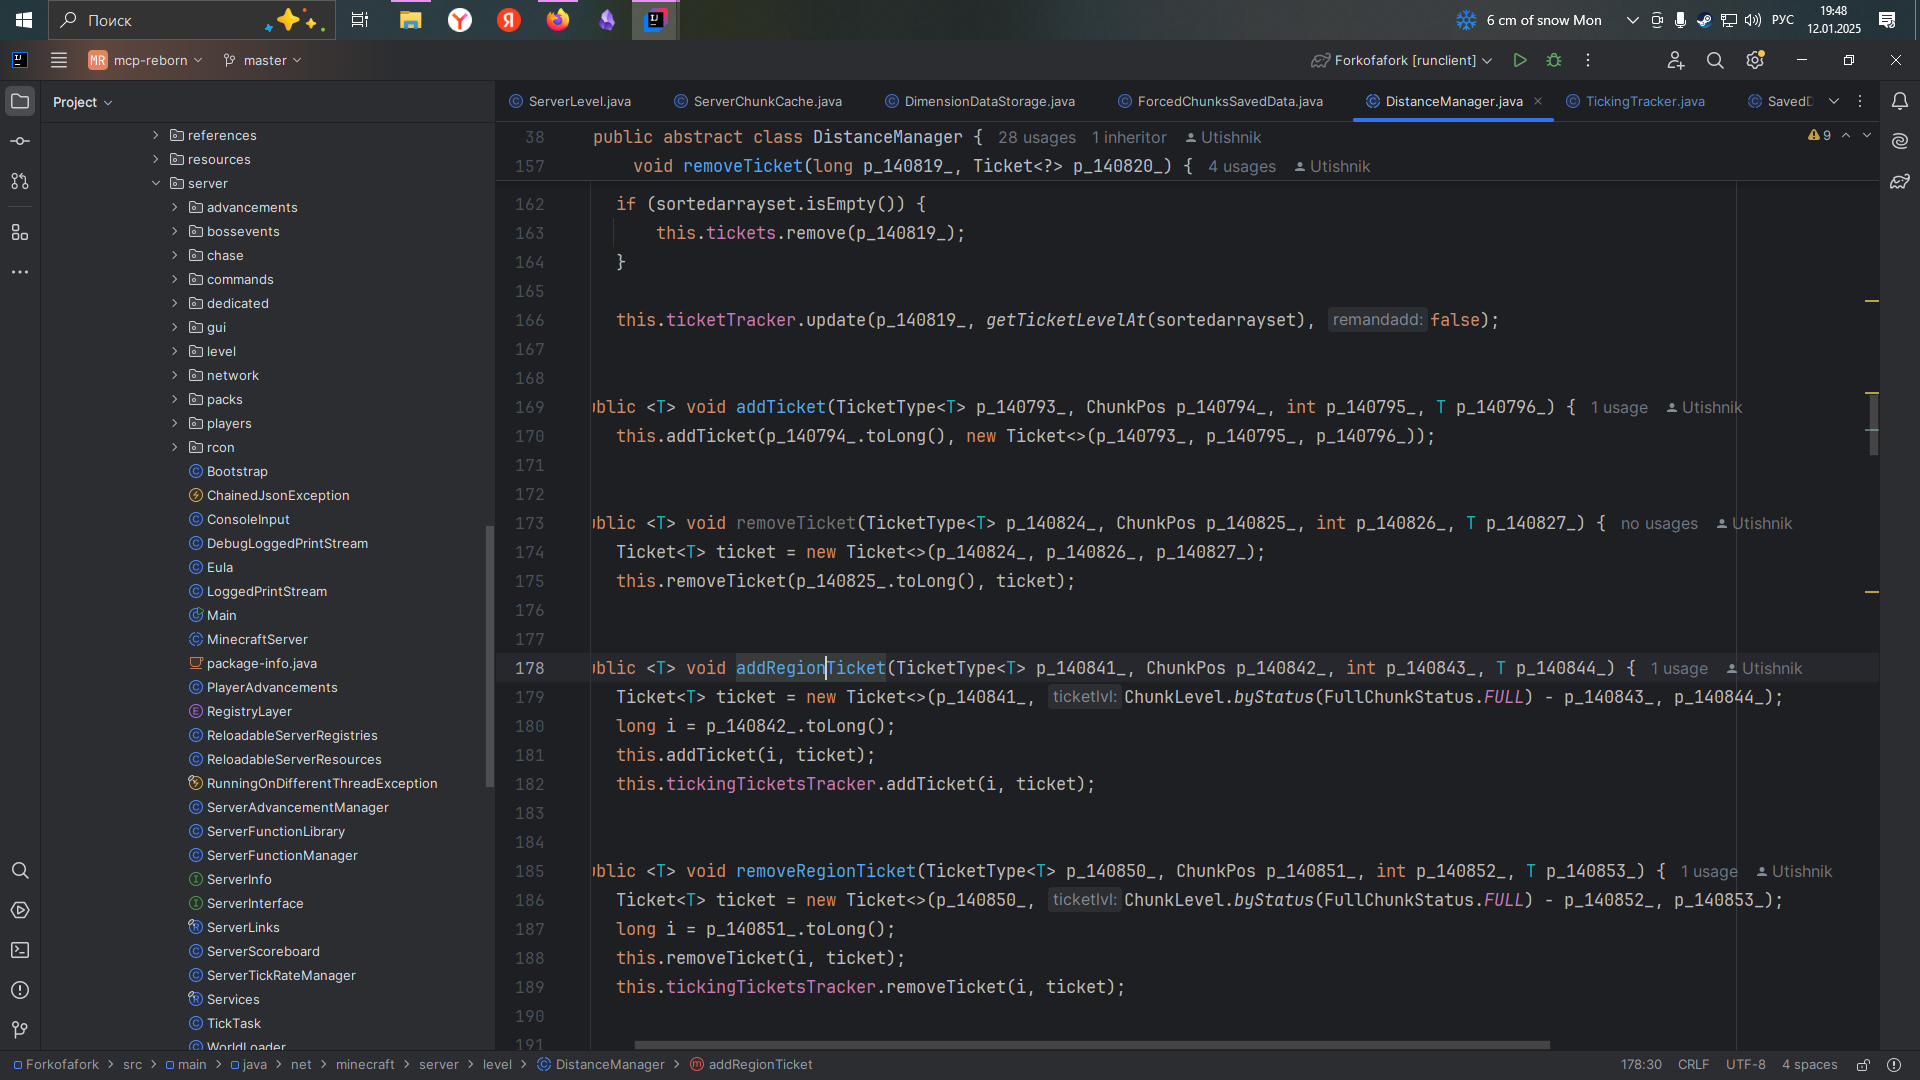 Поиск
6 cm of snow Mon
РУС
19:48
12.01.2025
MR mcp-reborn
master
Forkofafork [runclient]
Project
ServerLevel.java
ServerChunkCache.java
DimensionDataStorage.java
ForcedChunksSavedData.java
DistanceManager.java
TickingTracker.java
SavedD
references
resources
server
advancements
bossevents
chase
commands
dedicated
gui
level
network
packs
players
rcon
Bootstrap
ChainedJsonException
ConsoleInput
DebugLoggedPrintStream
Eula
LoggedPrintStream
Main
MinecraftServer
package-info.java
PlayerAdvancements
RegistryLayer
ReloadableServerRegistries
ReloadableServerResources
RunningOnDifferentThreadException
ServerAdvancementManager
ServerFunctionLibrary
ServerFunctionManager
ServerInfo
ServerInterface
ServerLinks
ServerScoreboard
ServerTickRateManager
Services
TickTask
WorldLoader
9
38 public abstract class DistanceManager { 28 usages 1 inheritor Utishnik
157 void removeTicket(long p_140819_, Ticket<?> p_140820_) { 4 usages Utishnik
162 if (sortedarrayset.isEmpty()) {
163 this.tickets.remove(p_140819_);
164 }
165
166 this.ticketTracker.update(p_140819_, getTicketLevelAt(sortedarrayset), remandadd: false);
167
168
169 ublic <T> void addTicket(TicketType<T> p_140793_, ChunkPos p_140794_, int p_140795_, T p_140796_) { 1 usage Utishnik
170 this.addTicket(p_140794_.toLong(), new Ticket<>(p_140793_, p_140795_, p_140796_));
171
172
173 ublic <T> void removeTicket(TicketType<T> p_140824_, ChunkPos p_140825_, int p_140826_, T p_140827_) { no usages Utishnik
174 Ticket<T> ticket = new Ticket<>(p_140824_, p_140826_, p_140827_);
175 this.removeTicket(p_140825_.toLong(), ticket);
176
177
178 ublic <T> void addRegionTicket(TicketType<T> p_140841_, ChunkPos p_140842_, int p_140843_, T p_140844_) { 1 usage Utishnik
179 Ticket<T> ticket = new Ticket<>(p_140841_, ticketlvl: ChunkLevel.byStatus(FullChunkStatus.FULL) - p_140843_, p_140844_);
180 long i = p_140842_.toLong();
181 this.addTicket(i, ticket);
182 this.tickingTicketsTracker.addTicket(i, ticket);
183
184
185 ublic <T> void removeRegionTicket(TicketType<T> p_140850_, ChunkPos p_140851_, int p_140852_, T p_140853_) { 1 usage Utishnik
186 Ticket<T> ticket = new Ticket<>(p_140850_, ticketlvl: ChunkLevel.byStatus(FullChunkStatus.FULL) - p_140852_, p_140853_);
187 long i = p_140851_.toLong();
188 this.removeTicket(i, ticket);
189 this.tickingTicketsTracker.removeTicket(i, ticket);
190
191
Forkofafork > src > main > java > net > minecraft > server > level > DistanceManager > addRegionTicket
178:30 CRLF UTF-8 4 spaces